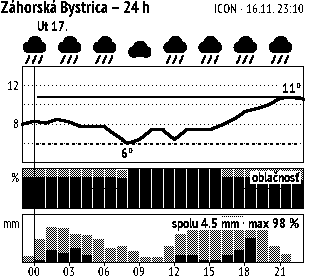 Záhorská Bystrica – 24 h
ICON · 16.11. 23:10
Ut 17.
12
11°
8
6°
%
oblačnosť
mm
spolu 4.5 mm · max 98 %
00 03 06 09 12 15 18 21